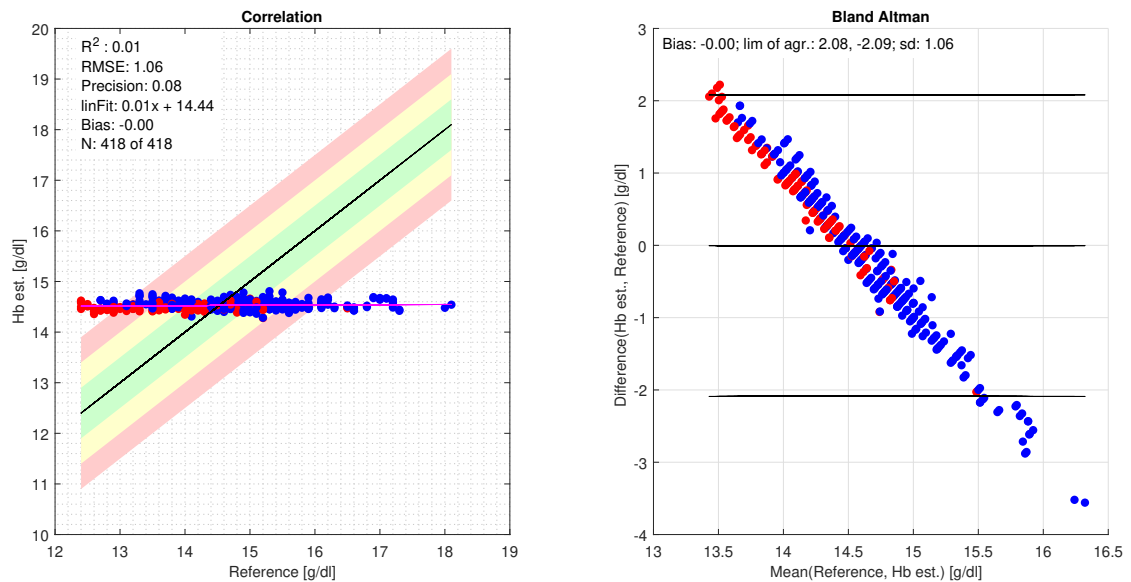 Correlation
R2 : 0.01
RMSE: 1.06
Precision: 0.08
linFit: 0.01x + 14.44
Bias: -0.00
N: 418 of 418
20
19
18
17
16
15
14
13
12
11
10
Hb est. [g/dl]
12 13 14 15 16 17 18 19
Reference [g/dl]
Bland Altman
Bias: -0.00; lim of agr.: 2.08, -2.09; sd: 1.06
3
2
1
0
-1
-2
-3
-4
Difference(Hb est., Reference) [g/dl]
13 13.5 14 14.5 15 15.5 16 16.5
Mean(Reference, Hb est.) [g/dl]